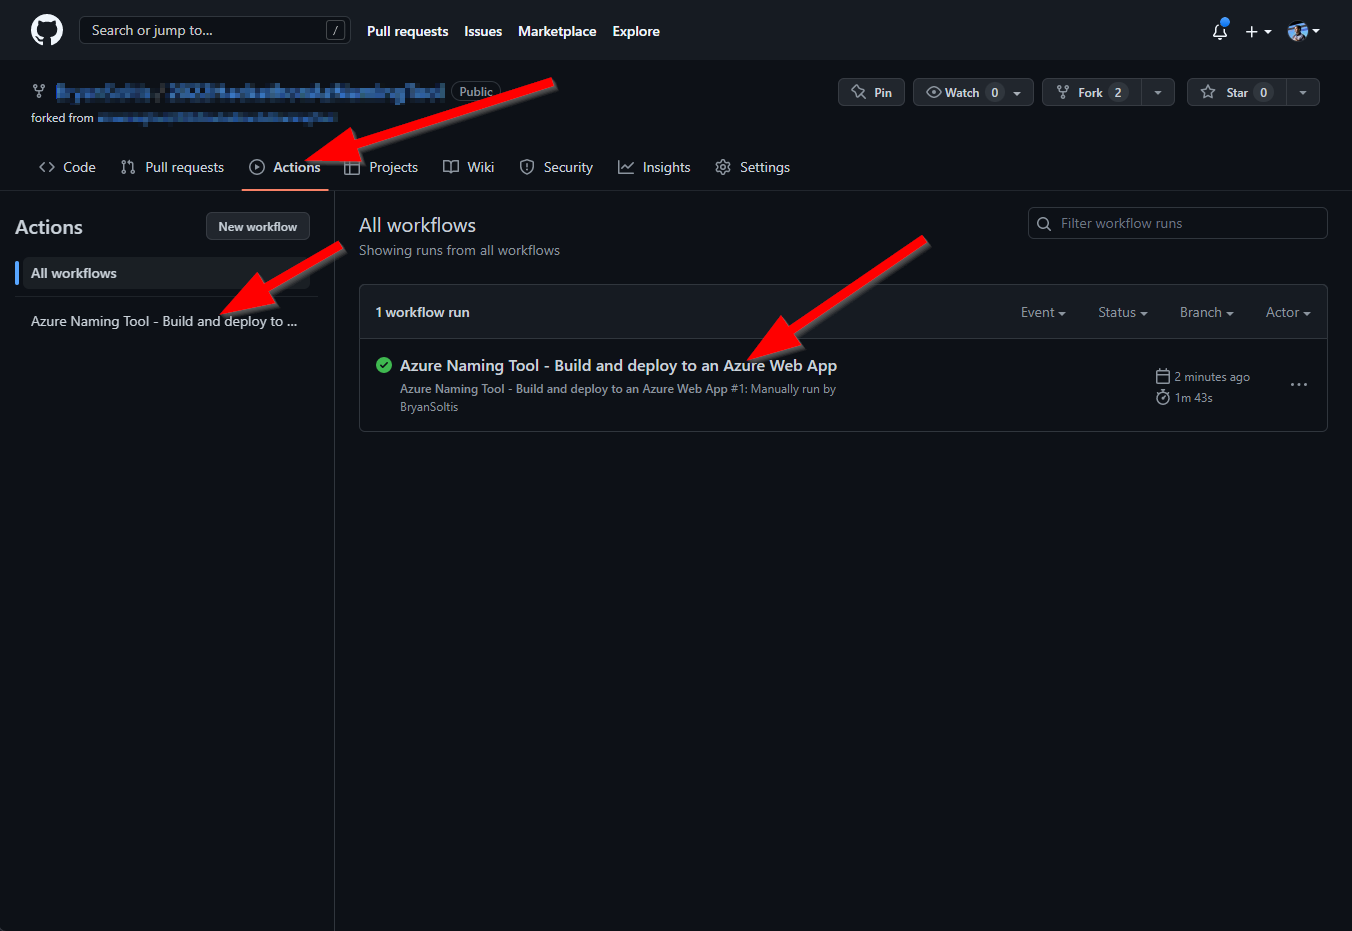 Search or jump to... /
Pull requests Issues Marketplace Explore
Public
Pin Watch 0 Fork 2 Star 0
forked from
Code Pull requests Actions Projects Wiki Security Insights Settings
Actions New workflow
All workflows
Azure Naming Tool - Build and deploy to ...
All workflows
Showing runs from all workflows
Filter workflow runs
1 workflow run
Event Status Branch Actor
Azure Naming Tool - Build and deploy to an Azure Web App
Azure Naming Tool - Build and deploy to an Azure Web App #1: Manually run by
BryanSoltis
2 minutes ago
1m 43s